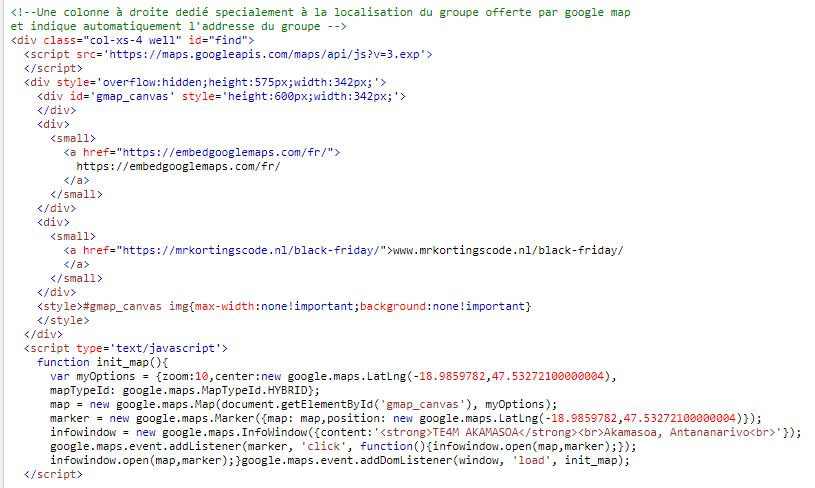 <!--Une colonne à droite dedié specialement à la localisation du groupe offerte par google map
et indique automatiquement l'addresse du groupe -->
<div class="col-xs-4 well" id="find">
<script src='https://maps.googleapis.com/maps/api/js?v=3.exp'>
</script>
<div style='overflow:hidden;height:575px;width:342px;'>
<div id='gmap_canvas' style='height:600px;width:342px;'>
</div>
<div>
<small>
<a href="https://embedgooglemaps.com/fr/">
https://embedgooglemaps.com/fr/
</a>
</small>
</div>
<div>
<small>
<a href="https://mrkortingscode.nl/black-friday/">www.mrkortingscode.nl/black-friday/
</a>
</small>
</div>
<style>#gmap_canvas img{max-width:none!important;background:none!important}
</style>
</div>
<script type='text/javascript'>
function init_map(){
var myOptions = {zoom:10,center:new google.maps.LatLng(-18.9859782,47.53272100000004),
mapTypeId: google.maps.MapTypeId.HYBRID};
map = new google.maps.Map(document.getElementById('gmap_canvas'), myOptions);
marker = new google.maps.Marker({map: map,position: new google.maps.LatLng(-18.9859782,47.53272100000004)});
infowindow = new google.maps.InfoWindow({content:'<strong>TE4M AKAMASOA</strong><br>Akamasoa, Antananarivo<br>'});
google.maps.event.addListener(marker, 'click', function(){infowindow.open(map,marker);});
infowindow.open(map,marker);}google.maps.event.addDomListener(window, 'load', init_map);
</script>